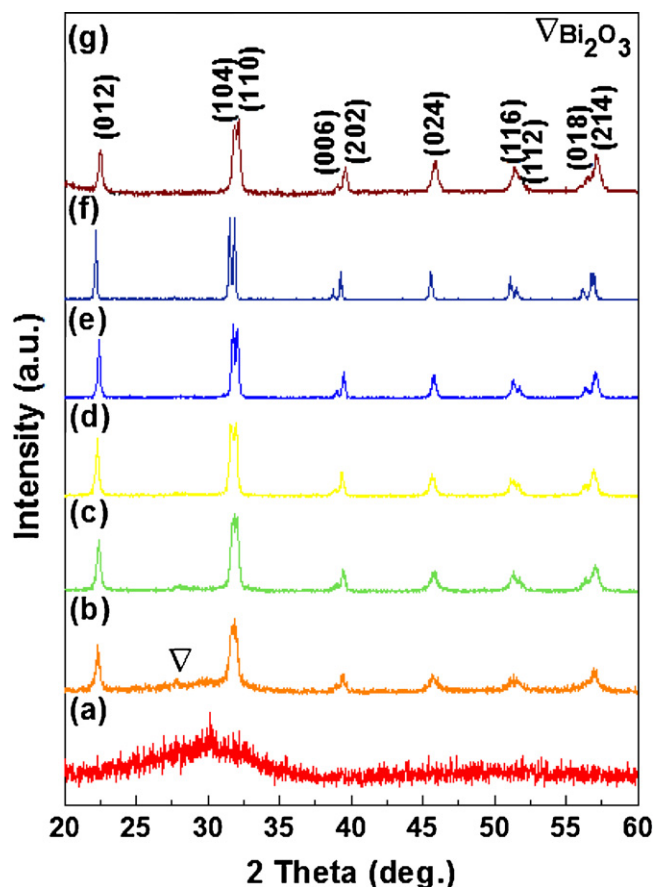 (g)
▽Bi₂O₃
(012)
(104)
(110)
(006)
(202)
(024)
(116)
(112)
(018)
(214)
(f)
(e)
(d)
(c)
(b)
▽
(a)
Intensity (a.u.)
20 25 30 35 40 45 50 55 60
2 Theta (deg.)